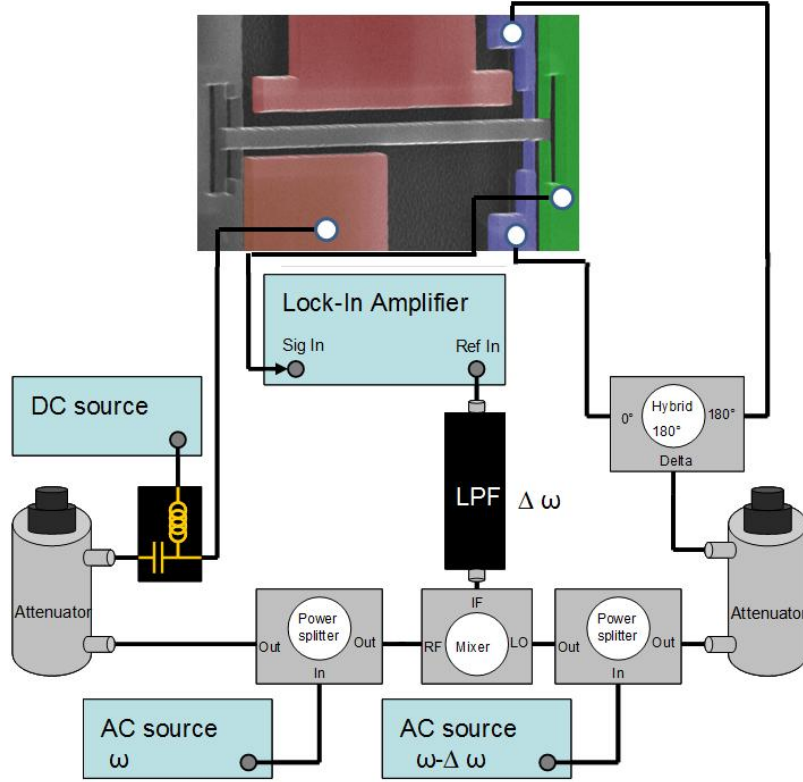 Lock-In Amplifier
Sig In
Ref In
DC source
0°
Hybrid
180°
180°
Delta
LPF
Δ ω
Attenuator
Attenuator
Out
Power
splitter
Out
In
IF
RF
Mixer
LO
Out
Power
splitter
Out
In
AC source
ω
AC source
ω-Δ ω